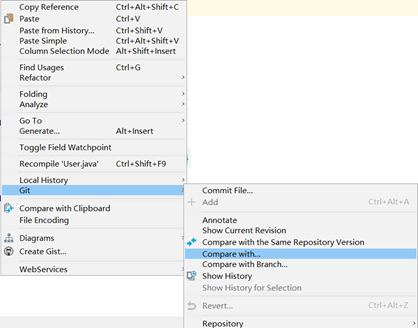 Copy Reference Ctrl+Alt+Shift+C
Paste Ctrl+V
Paste from History... Ctrl+Shift+V
Paste Simple Ctrl+Alt+Shift+V
Column Selection Mode Alt+Shift+Insert
Find Usages Ctrl+G
Refactor
Folding
Analyze
Go To
Generate... Alt+Insert
Toggle Field Watchpoint
Recompile 'User.java' Ctrl+Shift+F9
Local History
Git
Compare with Clipboard
File Encoding
Diagrams
Create Gist...
WebServices
Commit File...
Add Ctrl+Alt+A
Annotate
Show Current Revision
Compare with the Same Repository Version
Compare with...
Compare with Branch...
Show History
Show History for Selection
Revert... Ctrl+Alt+Z
Repository